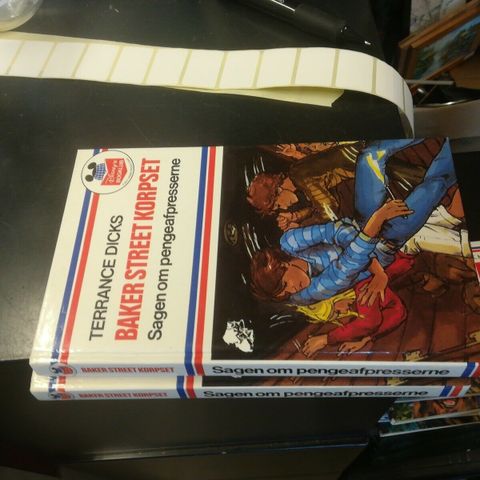 TERRANCE DICKS
BAKER STREET KORPSET
Sagen om pengeafpresserne
BAKER STREET KORPSET Sagen om pengeafpresserne
BAKER STREET KORPSET Sagen om pengeafpresserne